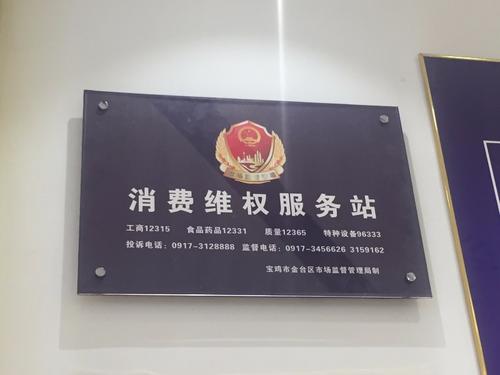 消费维权服务站
工商12315 食品药品12331 质量12365 特种设备96333
投诉电话：0917-3128888 监督电话：0917-3456626 3159162
宝鸡市金台区市场监督管理局制